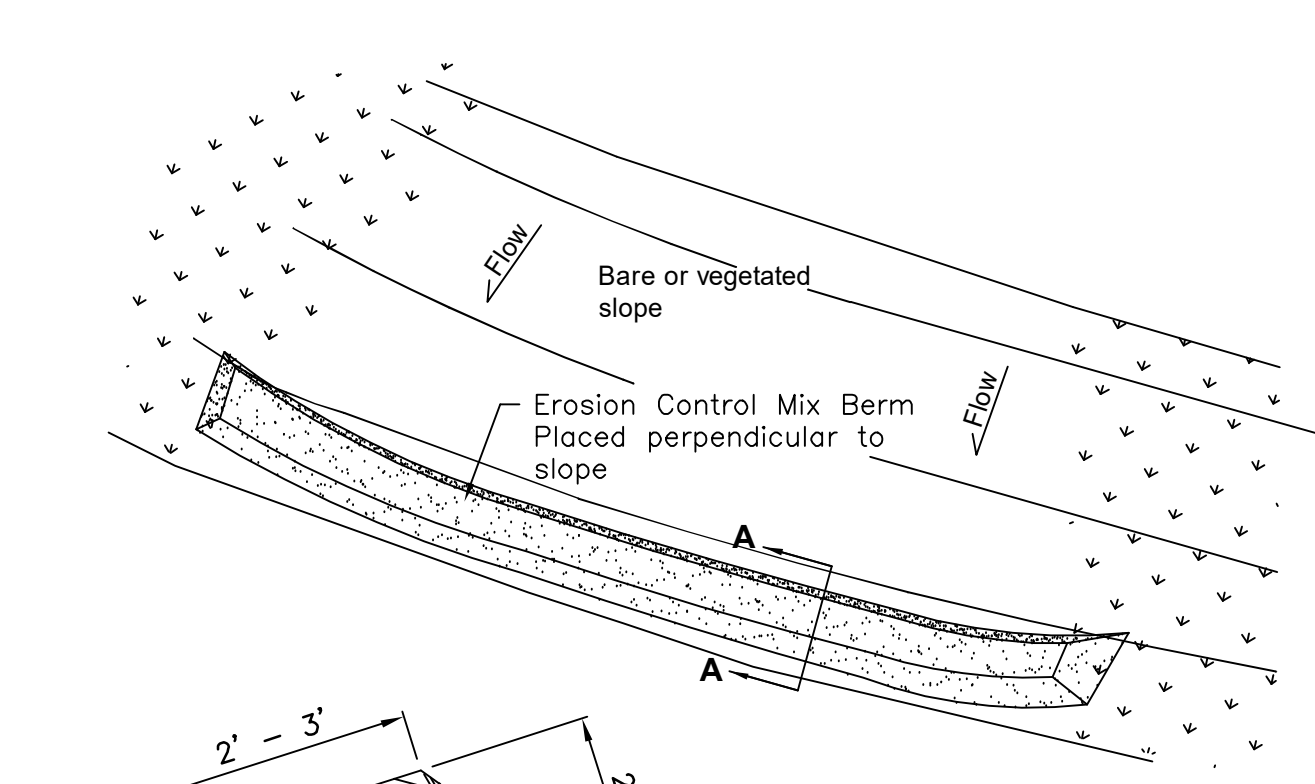 Flow
Bare or vegetated
slope
Flow
Erosion Control Mix Berm
Placed perpendicular to
slope
A
A
2' - 3'